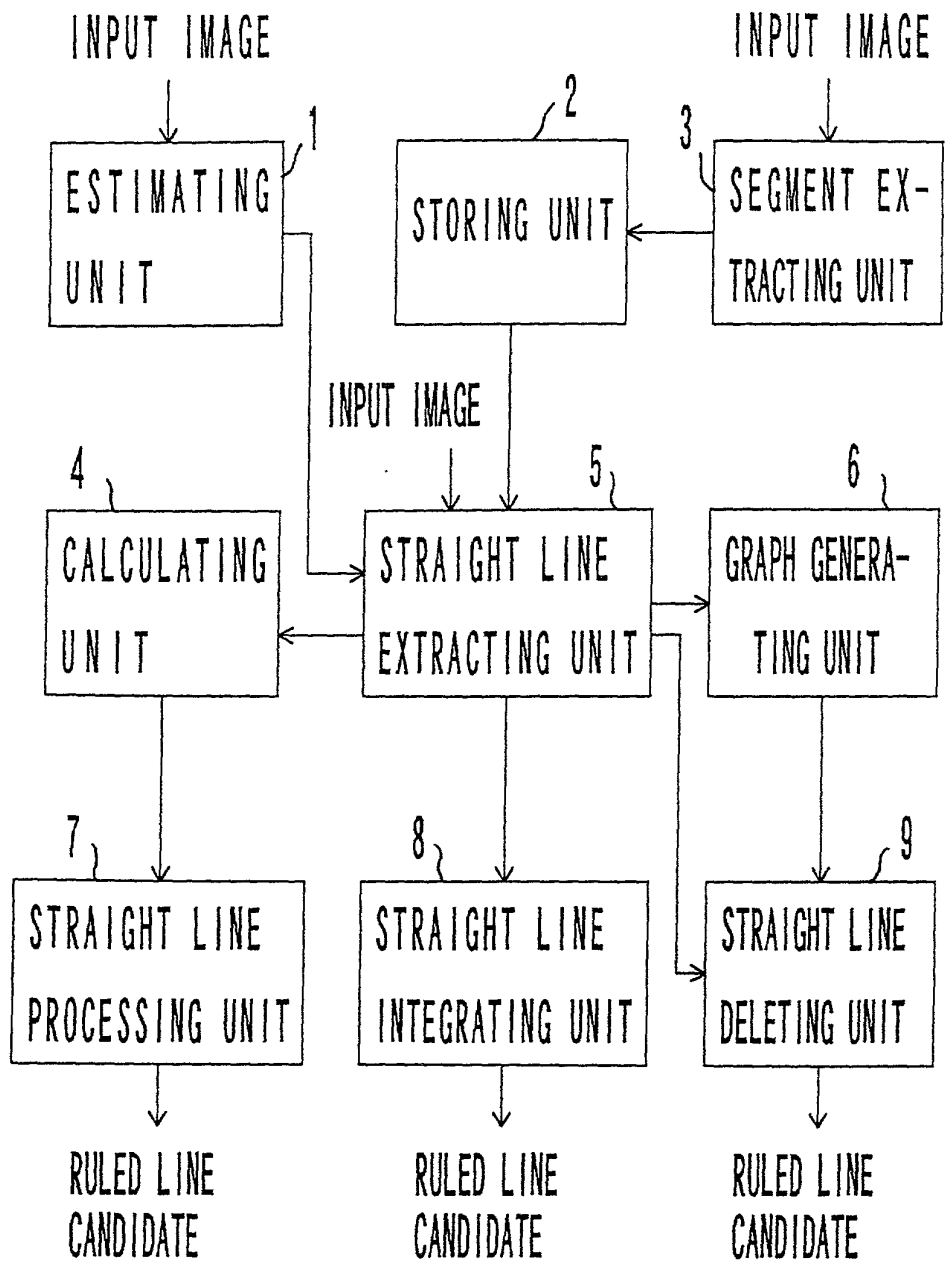 INPUT IMAGE
INPUT IMAGE
1
2
3
ESTIMATING
UNIT
STORING UNIT
SEGMENT EX-
TRACTING UNIT
INPUT IMAGE
4
5
6
CALCULATING
UNIT
STRAIGHT LINE
EXTRACTING UNIT
GRAPH GENERA-
TING UNIT
7
8
9
STRAIGHT LINE
PROCESSING UNIT
STRAIGHT LINE
INTEGRATING UNIT
STRAIGHT LINE
DELETING UNIT
RULED LINE
CANDIDATE
RULED LINE
CANDIDATE
RULED LINE
CANDIDATE